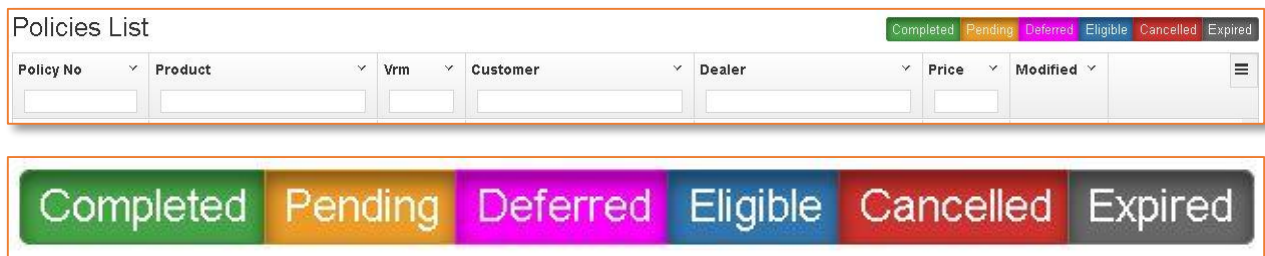 Policies List
Completed Pending Deferred Eligible Cancelled Expired
Policy No Product Vrm Customer Dealer Price Modified
Completed Pending Deferred Eligible Cancelled Expired